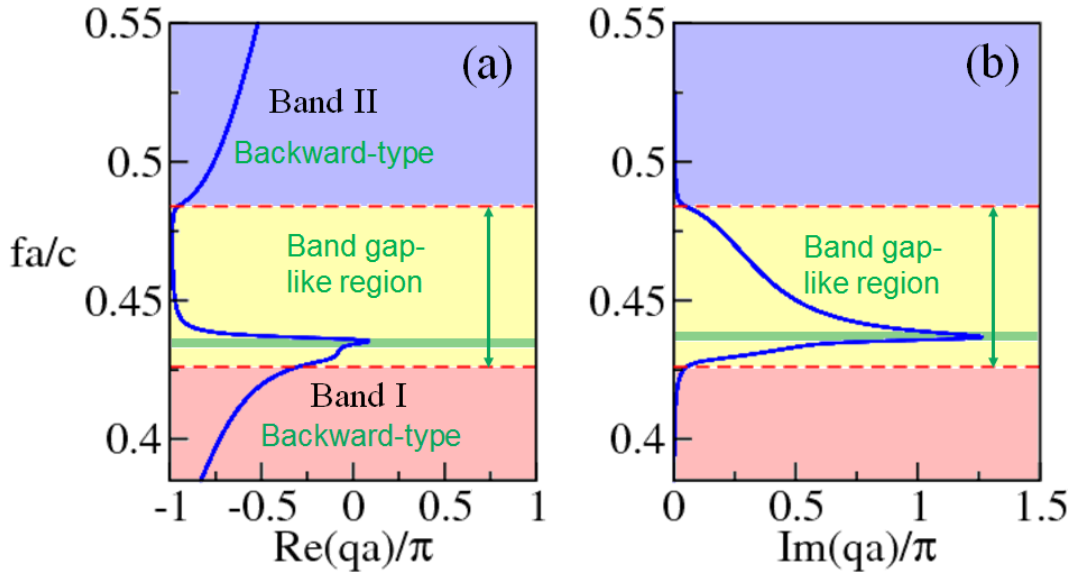 (a)
0.55
Band II
Backward-type
0.5
fa/c
Band gap-
like region
0.45
Band I
Backward-type
0.4
-1 -0.5 0 0.5 1
Re(qa)/π
(b)
0.55
0.5
Band gap-
like region
0.45
0.4
0 0.5 1 1.5
Im(qa)/π